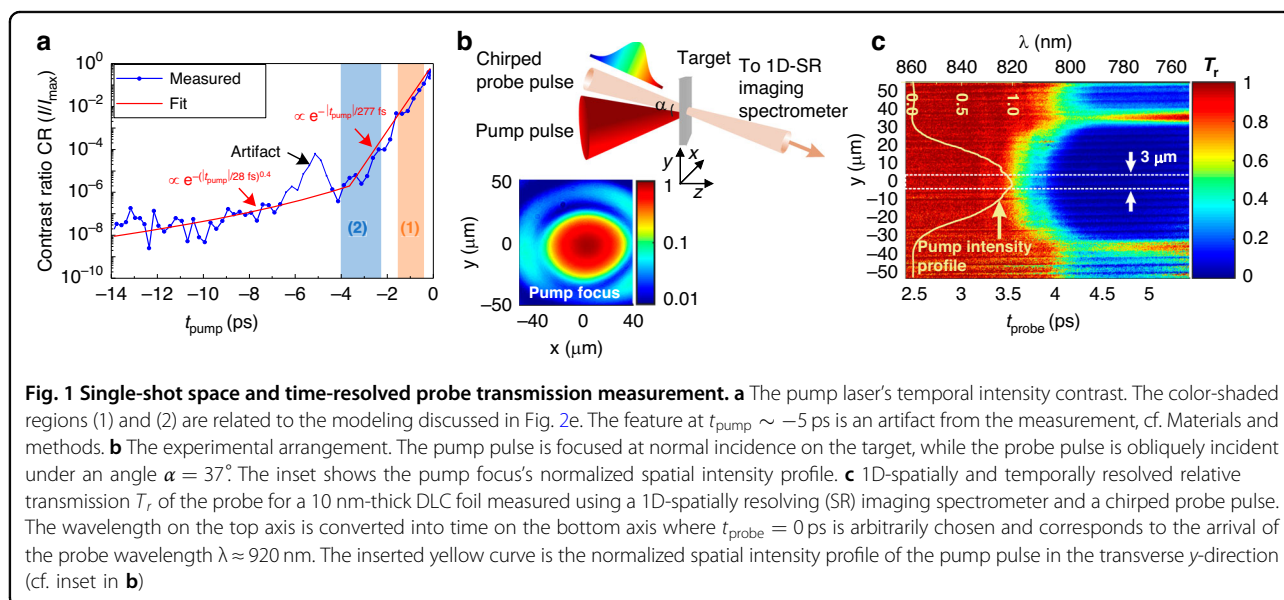 a
Contrast ratio CR (I/Imax)
10^0
10^−2
10^−4
10^−6
10^−8
10^−10
Measured
Fit
∝ e^−|tpump|/277 fs
Artifact
∝ e^−(|tpump|/28 fs)^0.4
(2)
(1)
−14 −12 −10 −8 −6 −4 −2 0
tpump (ps)
b
Chirped
probe pulse
Target
To 1D-SR
imaging
spectrometer
α
Pump pulse
y
x
z
y (µm)
50
0
−50
Pump focus
1
0.1
0.01
−40 0 40
x (µm)
c
λ (nm)
860 840 820 800 780 760
Tr
y (µm)
50
40
30
20
10
0
−10
−20
−30
−40
−50
0.0 0.5 1.0
3 µm
Pump intensity
profile
1
0.8
0.6
0.4
0.2
0
2.5 3 3.5 4 4.5 5
tprobe (ps)
Fig. 1 Single-shot space and time-resolved probe transmission measurement. a The pump laser's temporal intensity contrast. The color-shaded
regions (1) and (2) are related to the modeling discussed in Fig. 2e. The feature at tpump ∼ −5 ps is an artifact from the measurement, cf. Materials and
methods. b The experimental arrangement. The pump pulse is focused at normal incidence on the target, while the probe pulse is obliquely incident
under an angle α = 37°. The inset shows the pump focus's normalized spatial intensity profile. c 1D-spatially and temporally resolved relative
transmission Tr of the probe for a 10 nm-thick DLC foil measured using a 1D-spatially resolving (SR) imaging spectrometer and a chirped probe pulse.
The wavelength on the top axis is converted into time on the bottom axis where tprobe = 0 ps is arbitrarily chosen and corresponds to the arrival of
the probe wavelength λ ≈ 920 nm. The inserted yellow curve is the normalized spatial intensity profile of the pump pulse in the transverse y-direction
(cf. inset in b)